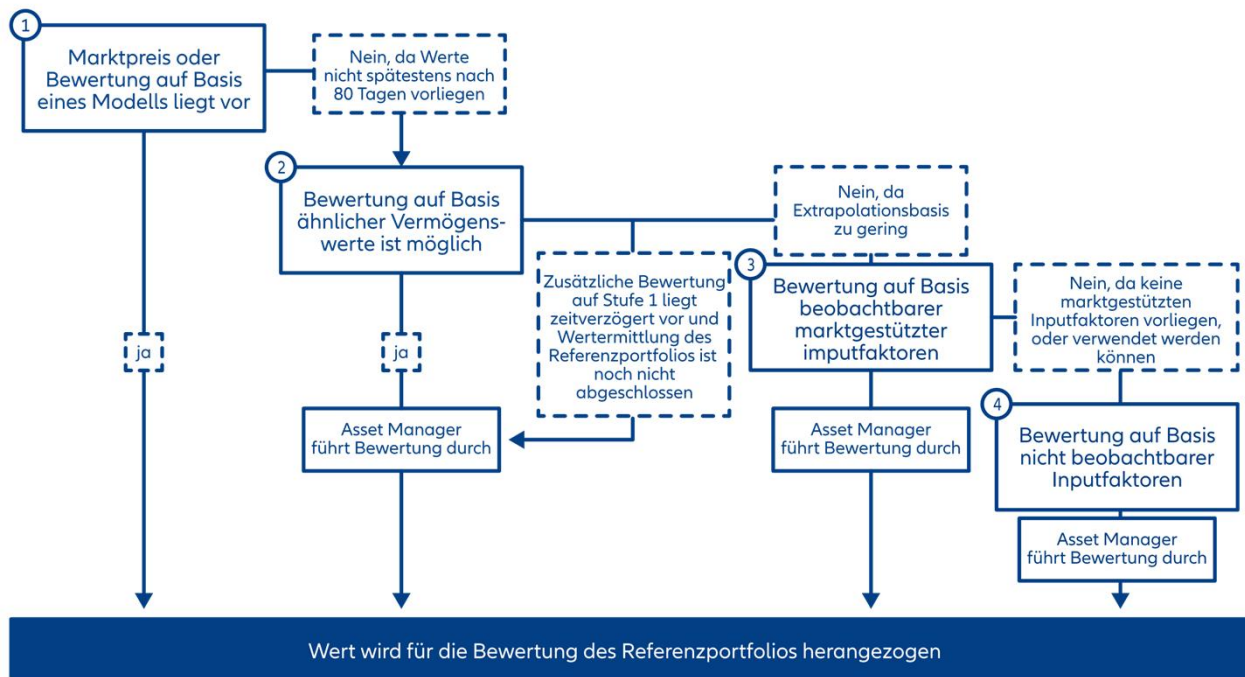 1
Marktpreis oder
Bewertung auf Basis
eines Modells liegt vor
Nein, da Werte
nicht spätestens nach
80 Tagen vorliegen
2
Bewertung auf Basis
ähnlicher Vermögens-
werte ist möglich
Nein, da
Extrapolationsbasis
zu gering
Zusätzliche Bewertung
auf Stufe 1 liegt
zeitverzögert vor und
Wertermittlung des
Referenzportfolios ist
noch nicht
abgeschlossen
3
Bewertung auf Basis
beobachtbarer
marktgestützter
imputfaktoren
Nein, da keine
marktgestützten
Inputfaktoren vorliegen,
oder verwendet werden
können
ja
ja
4
Bewertung auf Basis
nicht beobachtbarer
Inputfaktoren
Asset Manager
führt Bewertung durch
Asset Manager
führt Bewertung durch
Asset Manager
führt Bewertung durch
Wert wird für die Bewertung des Referenzportfolios herangezogen